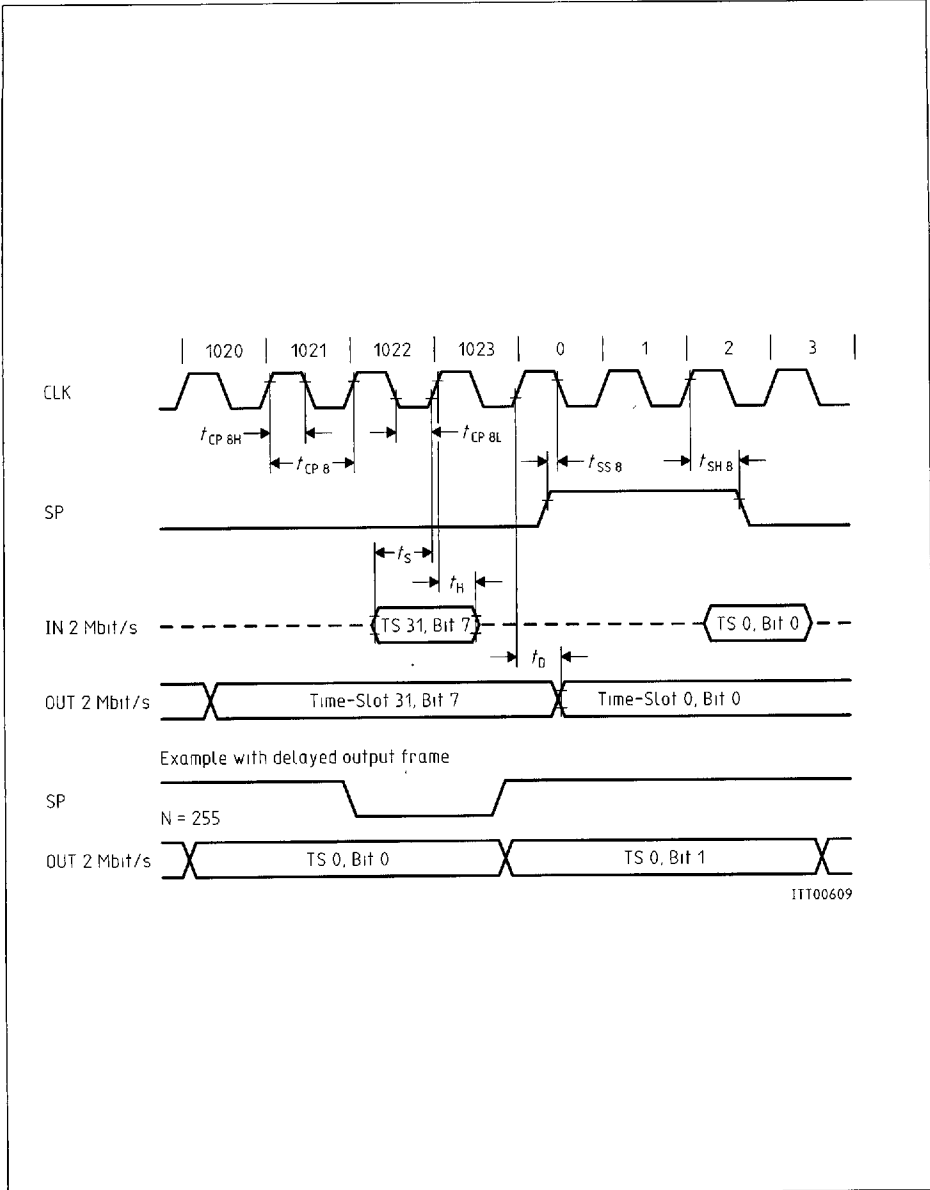 1020 1021 1022 1023 0 1 2 3
CLK
tCP 8H tCP 8L
tCP 8 tSS 8 tSH 8
SP
tS
tH
IN 2 Mbit/s TS 31, Bit 7 TS 0, Bit 0
tD
OUT 2 Mbit/s Time-Slot 31, Bit 7 Time-Slot 0, Bit 0
Example with delayed output frame
SP
N = 255
OUT 2 Mbit/s TS 0, Bit 0 TS 0, Bit 1
ITT00609